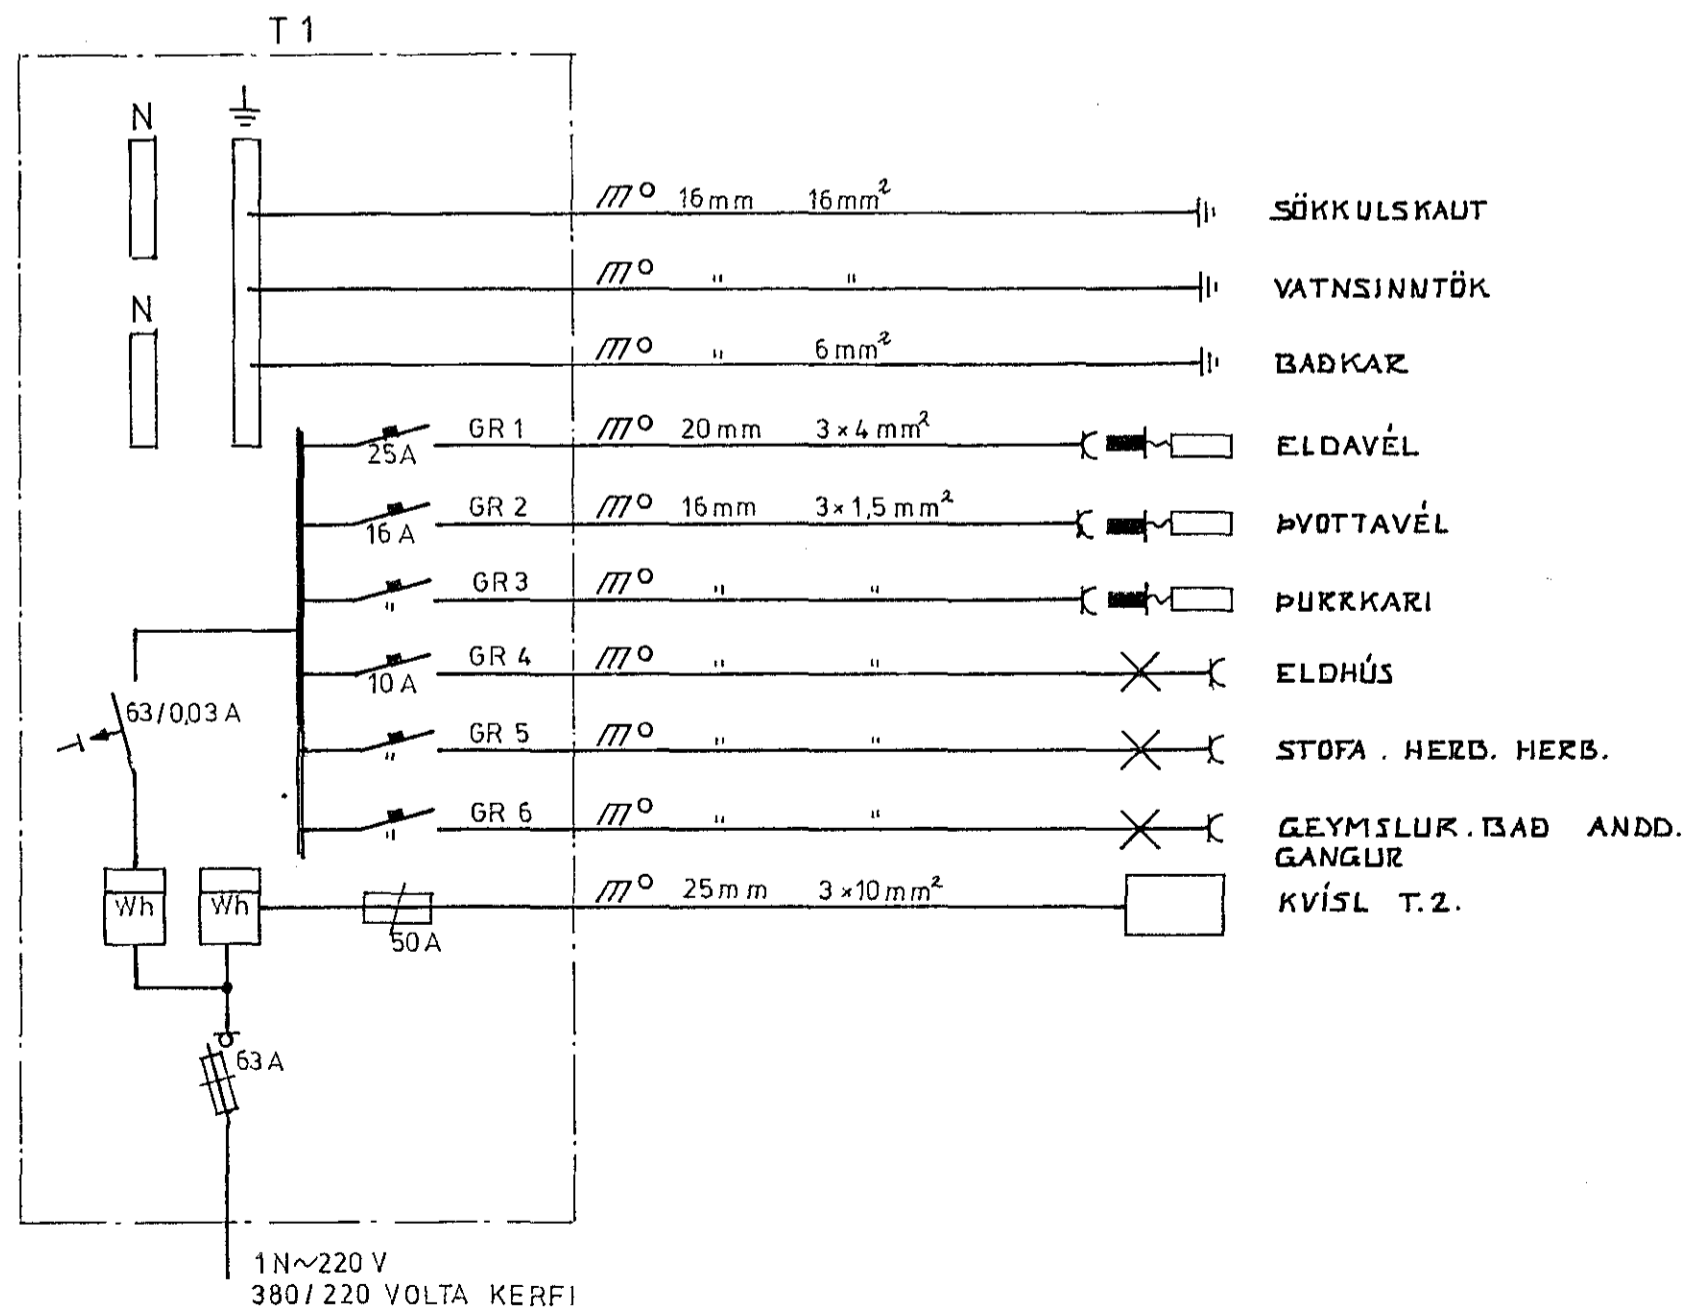 T 1
N
N
16 mm 16 mm² SÖKKULSKAUT
" " VATNSINNTÖK
" 6 mm² BAÐKAR
25 A GR 1 20 mm 3 × 4 mm² ELDAVÉL
16 A GR 2 16 mm 3 × 1,5 mm² ÞVOTTAVÉL
" GR 3 " " ÞURRKARI
10 A GR 4 " " ELDHÚS
63 / 0,03 A
" GR 5 " " STOFA . HERB. HERB.
" GR 6 " " GEYMSLUR . BAÐ ANDD.
GANGUR
Wh Wh 50 A 25 mm 3 × 10 mm² KVÍSL T.2.
63 A
1 N ~ 220 V
380 / 220 VOLTA KERFI